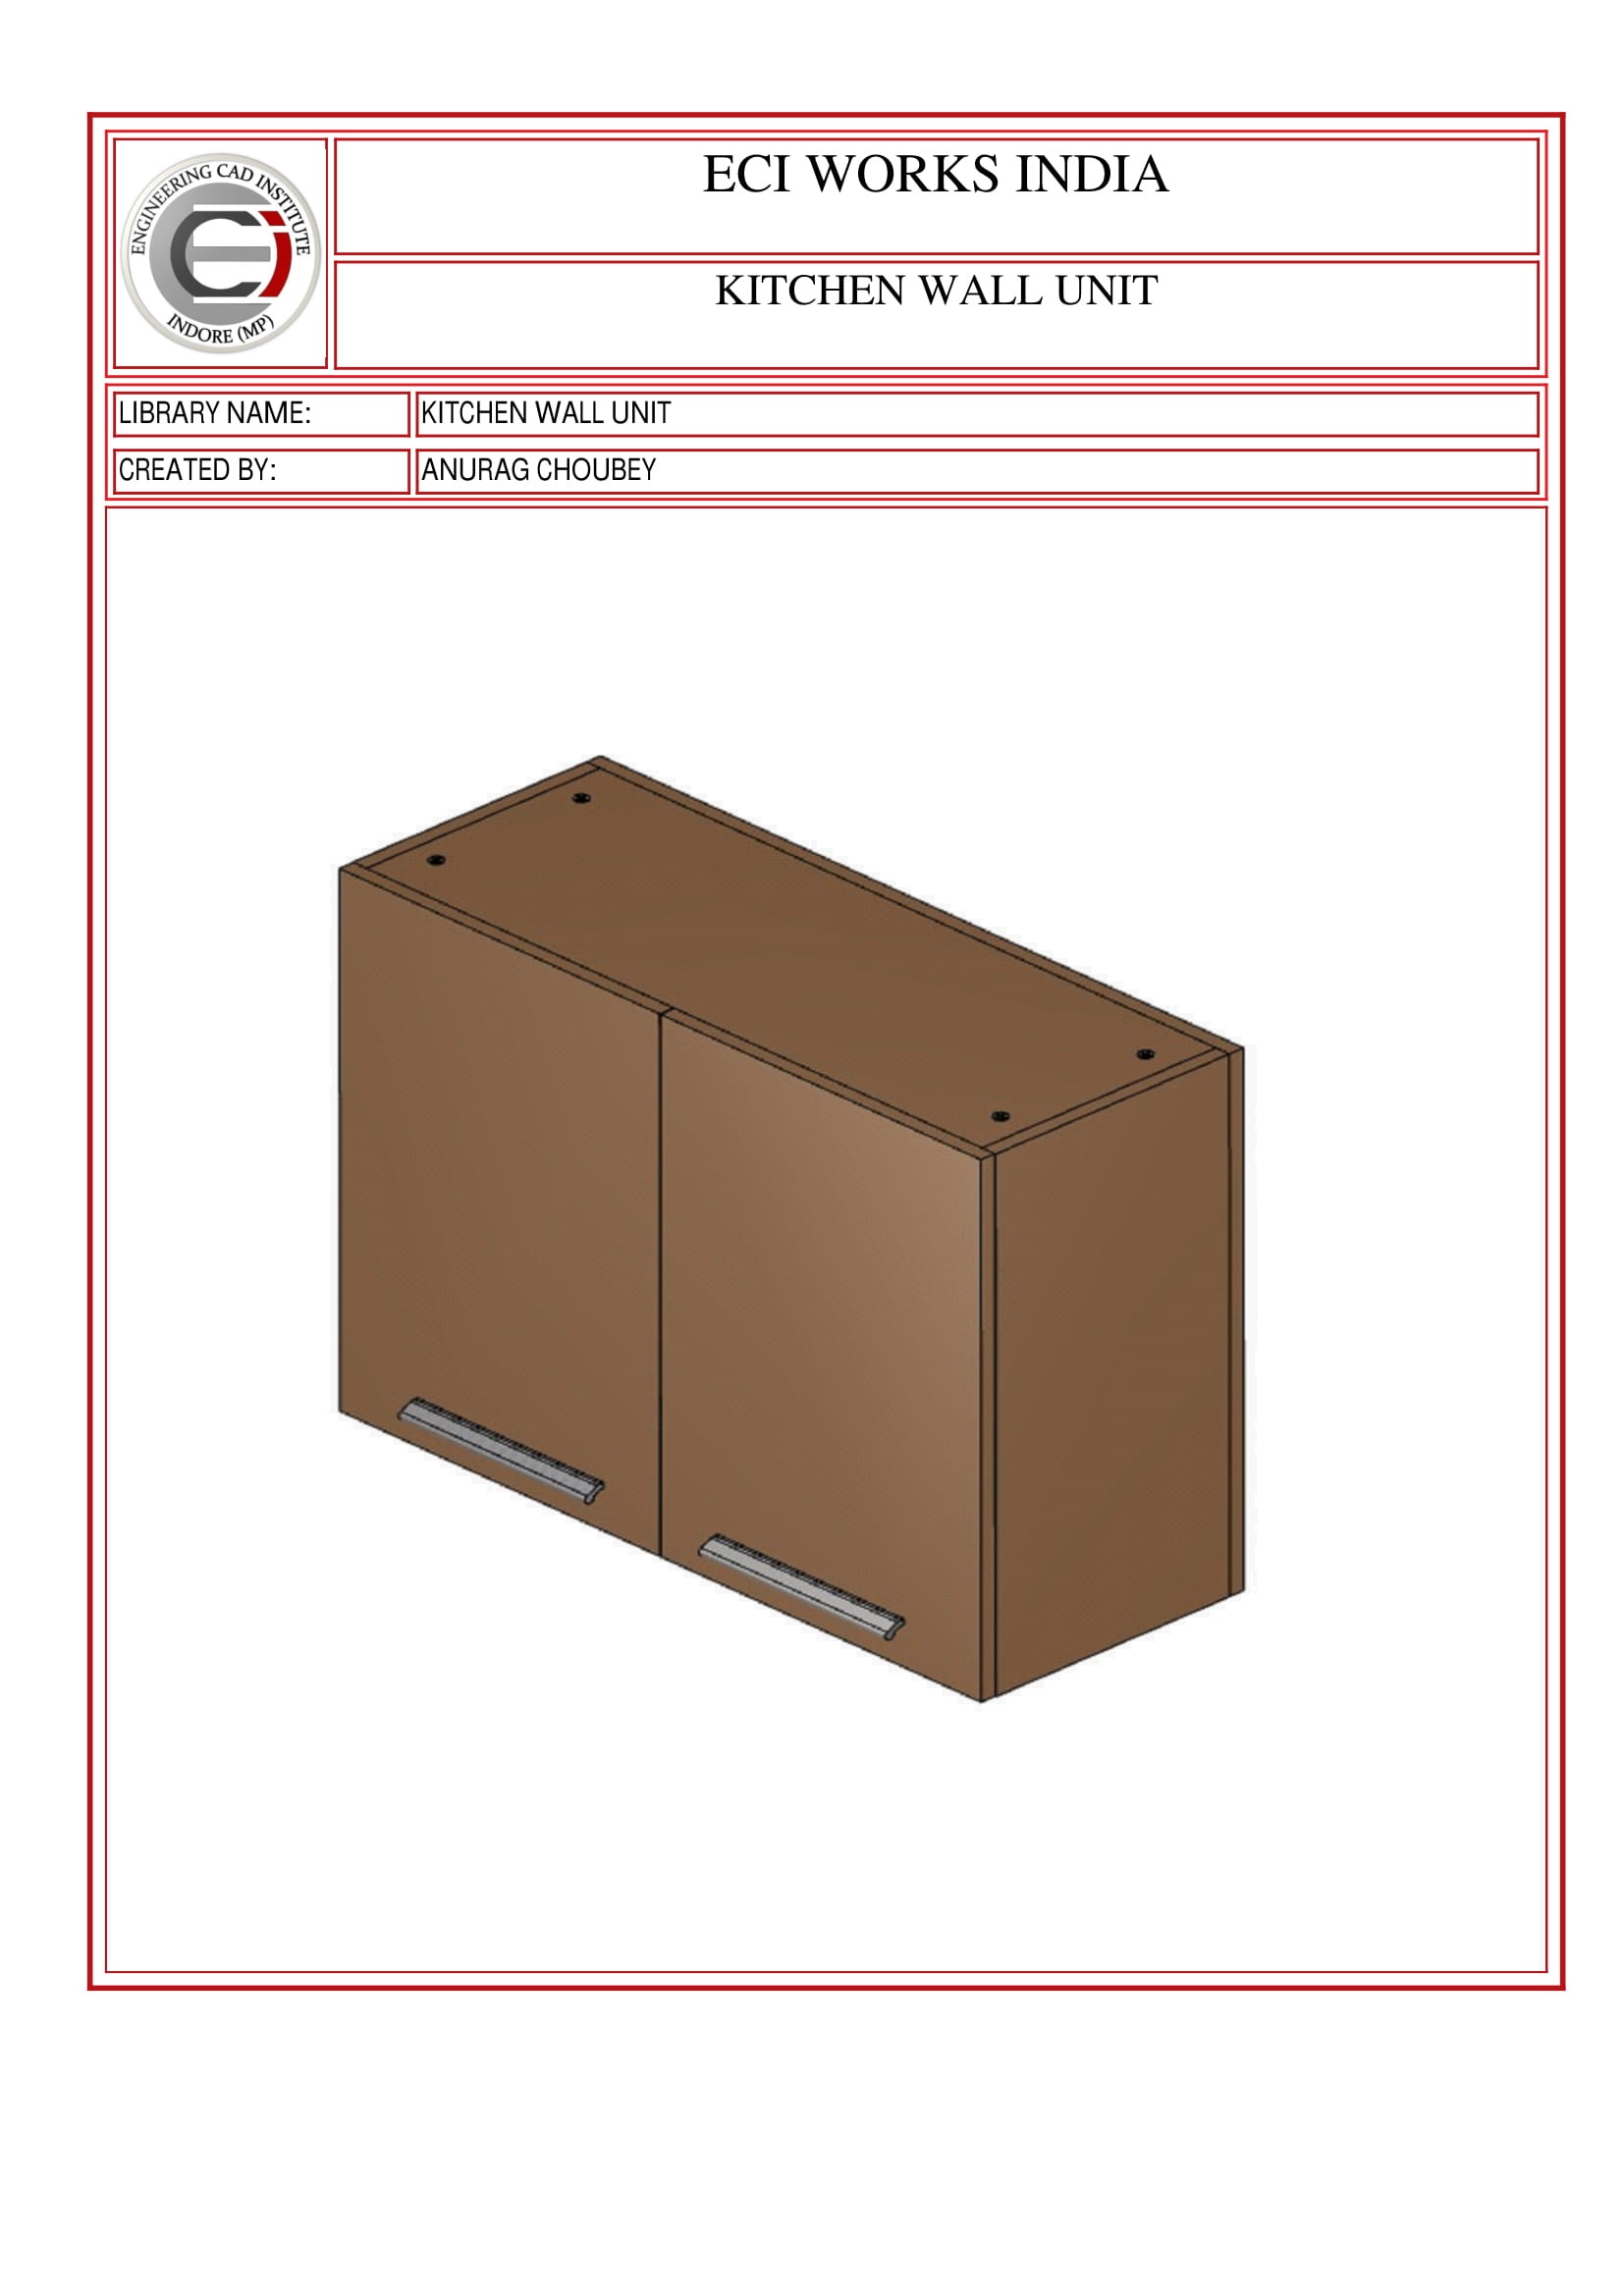 ENGINEERING CAD INSTITUTE
INDORE (MP)
ECI WORKS INDIA
KITCHEN WALL UNIT
LIBRARY NAME: KITCHEN WALL UNIT
CREATED BY: ANURAG CHOUBEY